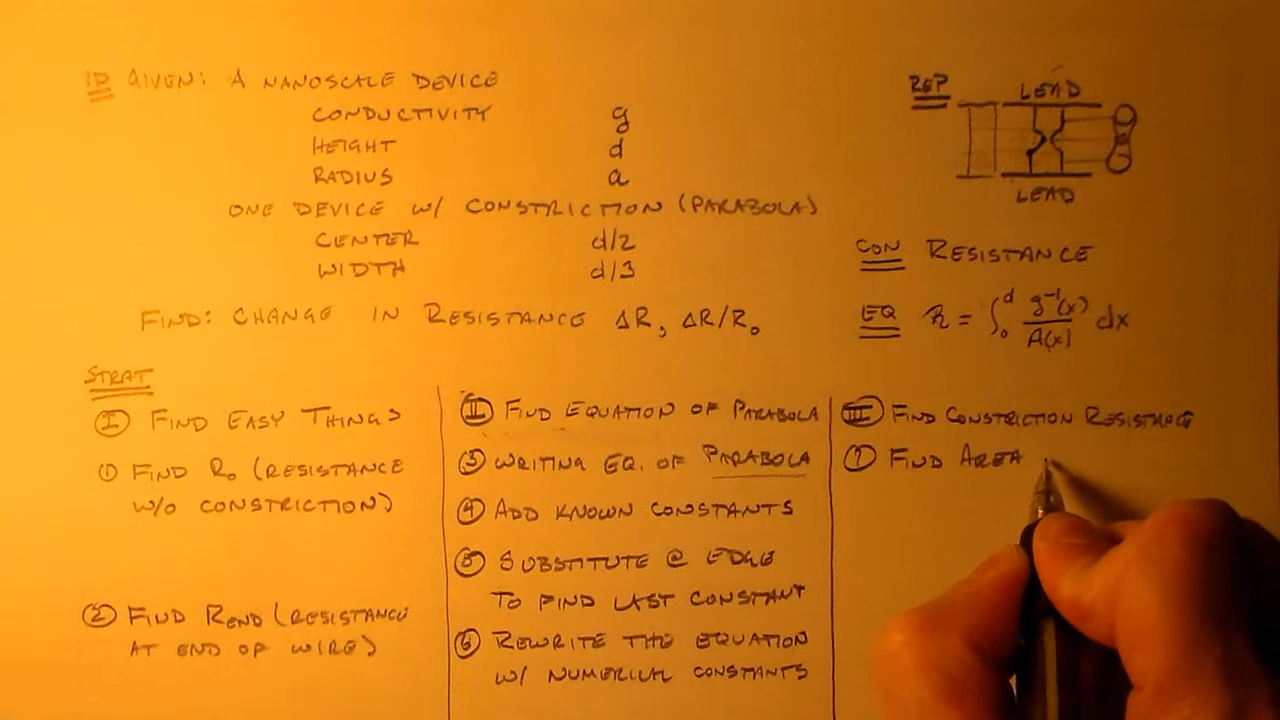 ID GIVEN: A NANOSCALE DEVICE
CONDUCTIVITY g
HEIGHT d
RADIUS a
ONE DEVICE W/ CONSTRICTION (PARABOLA)
CENTER d/2
WIDTH d/3
FIND: CHANGE IN RESISTANCE ΔR, ΔR/R₀
REP
LEAD
LEAD
CON RESISTANCE
EQ R = ∫₀ᵈ g⁻¹(x)/A(x) dx
STRAT
I FIND EASY THINGS
① FIND R₀ (RESISTANCE
W/O CONSTRICTION)
② FIND REND (RESISTANCE
AT END OF WIRE)
II FIND EQUATION OF PARABOLA
③ WRITING EQ. OF PARABOLA
④ ADD KNOWN CONSTANTS
⑤ SUBSTITUTE @ EDGE
TO FIND LAST CONSTANT
⑥ REWRITE THE EQUATION
W/ NUMERICAL CONSTANTS
III FIND CONSTRICTION RESISTANCE
⑦ FIND AREA